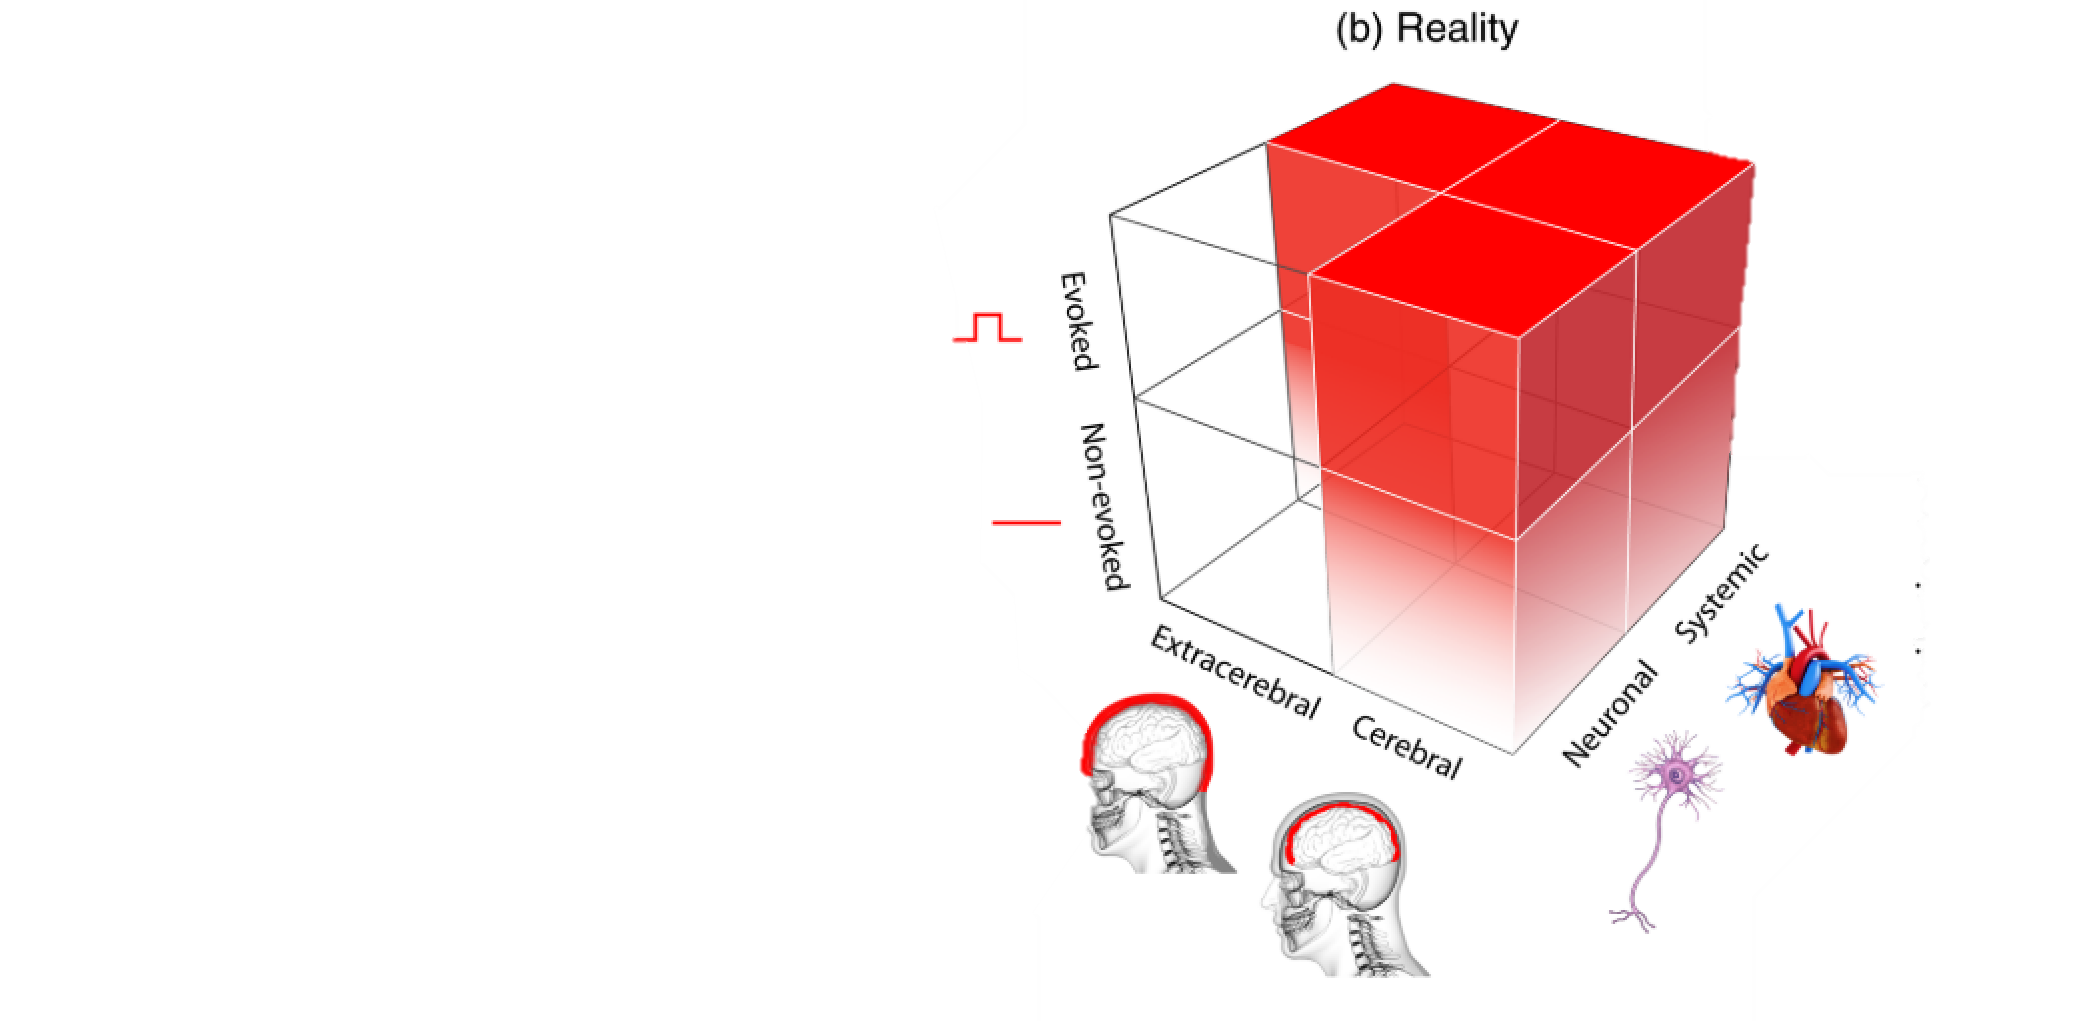 (b) Reality
Evoked
Non-evoked
Extracerebral
Cerebral
Neuronal
Systemic